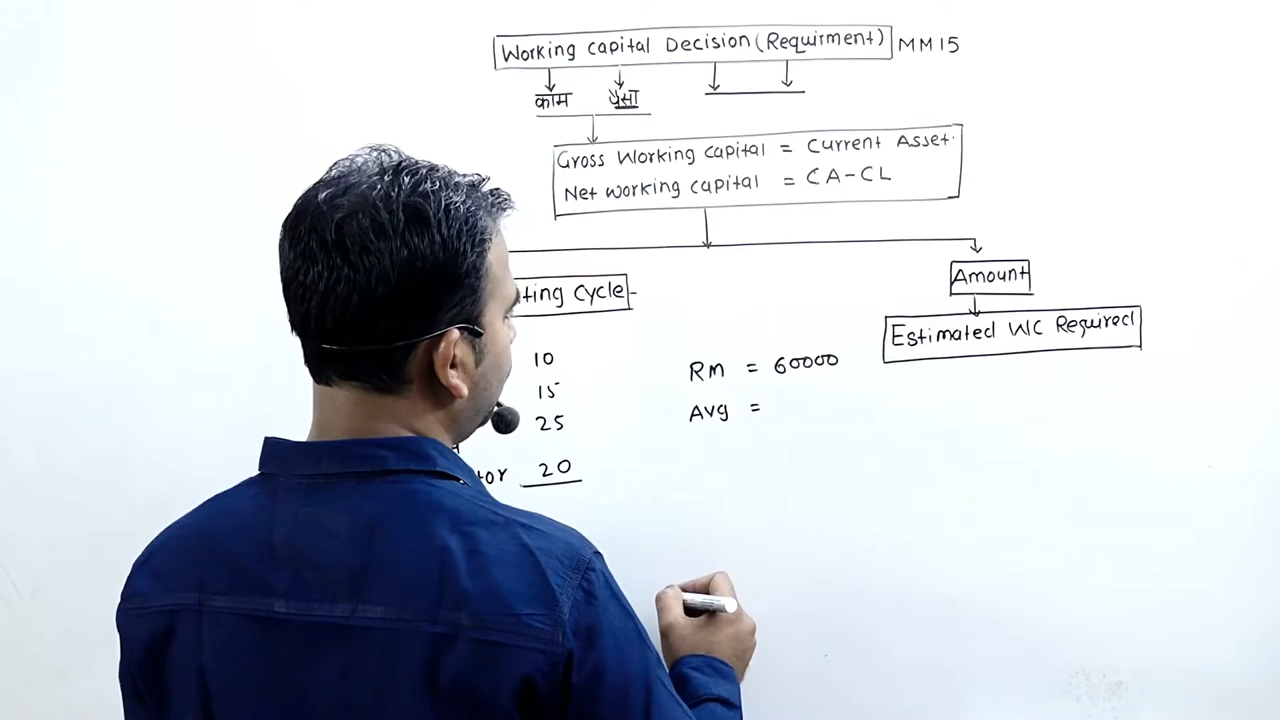 Working Capital Decision (Requirment) MM15
काम पैसा
Gross Working Capital = Current Asset.
Net working capital = CA-CL
ting Cycle-
Amount
Estimated WC Required
10
15
25
tor 20
Rm = 60000
Avg =